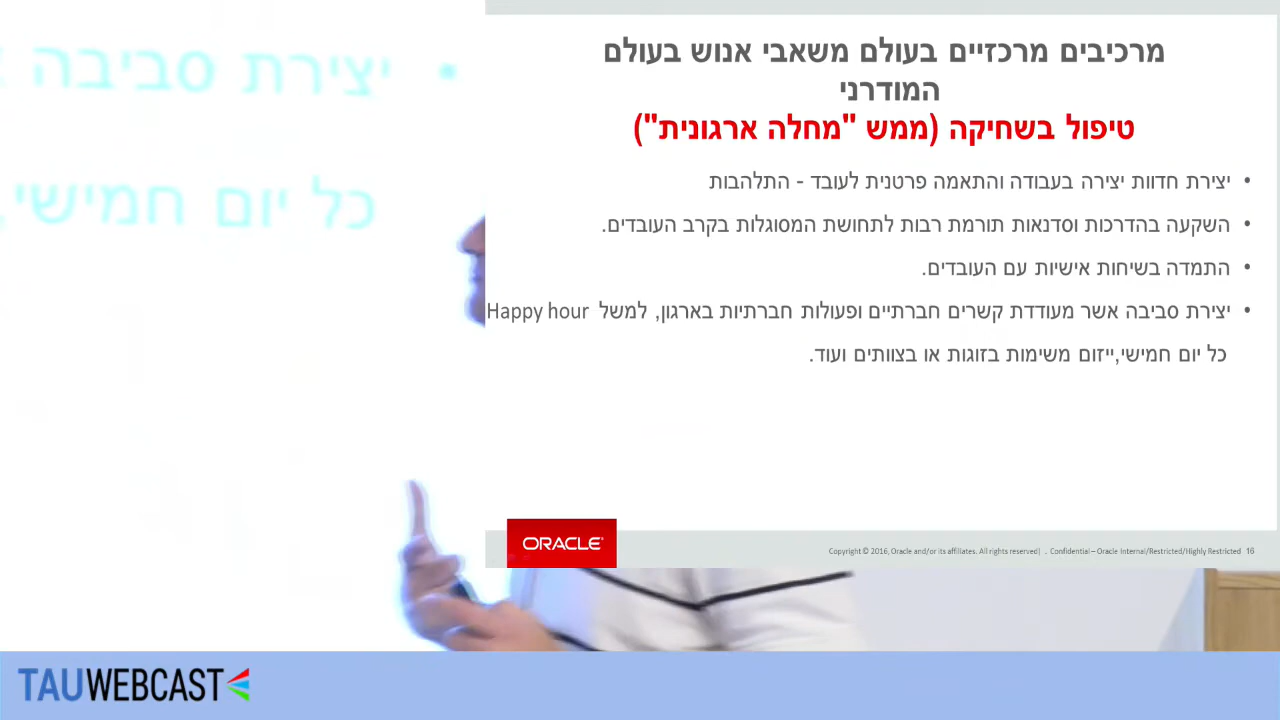 מרכיבים מרכזיים בעולם משאבי אנוש בעולם
המודרני
טיפול בשחיקה (ממש "מחלה ארגונית")
• יצירת חדוות יצירה בעבודה והתאמה פרטנית לעובד - התלהבות
• השקעה בהדרכות וסדנאות תורמת רבות לתחושת המסוגלות בקרב העובדים.
• התמדה בשיחות אישיות עם העובדים.
• יצירת סביבה אשר מעודדת קשרים חברתיים ופעולות חברתיות בארגון, למשל Happy hour
כל יום חמישי,ייזום משימות בזוגות או בצוותים ועוד.
ORACLE
Copyright © 2016, Oracle and/or its affiliates. All rights reserved| . Confidential – Oracle Internal/Restricted/Highly Restricted 16
• יצירת סביבה
כל יום חמישי,
TAUWEBCAST